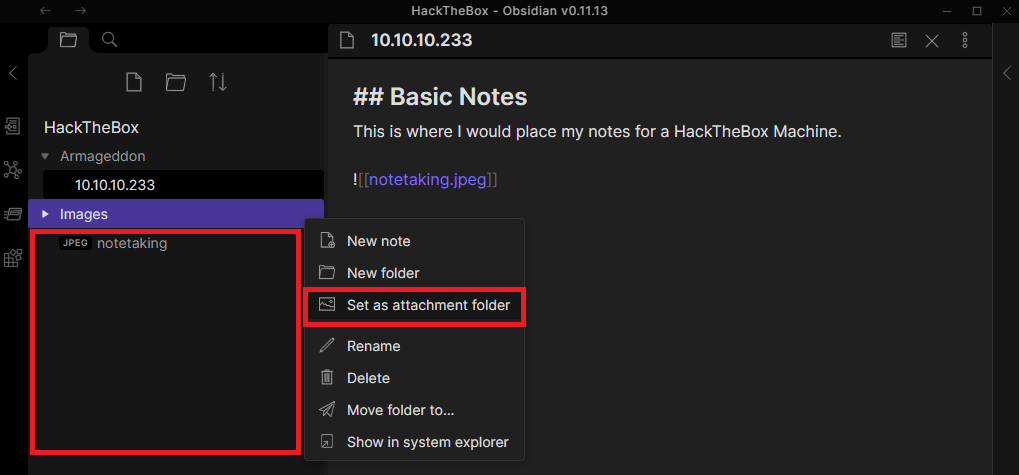 HackTheBox - Obsidian v0.11.13
10.10.10.233
HackTheBox
Armageddon
10.10.10.233
Images
JPEG notetaking
## Basic Notes
This is where I would place my notes for a HackTheBox Machine.
![[notetaking.jpeg]]
New note
New folder
Set as attachment folder
Rename
Delete
Move folder to...
Show in system explorer